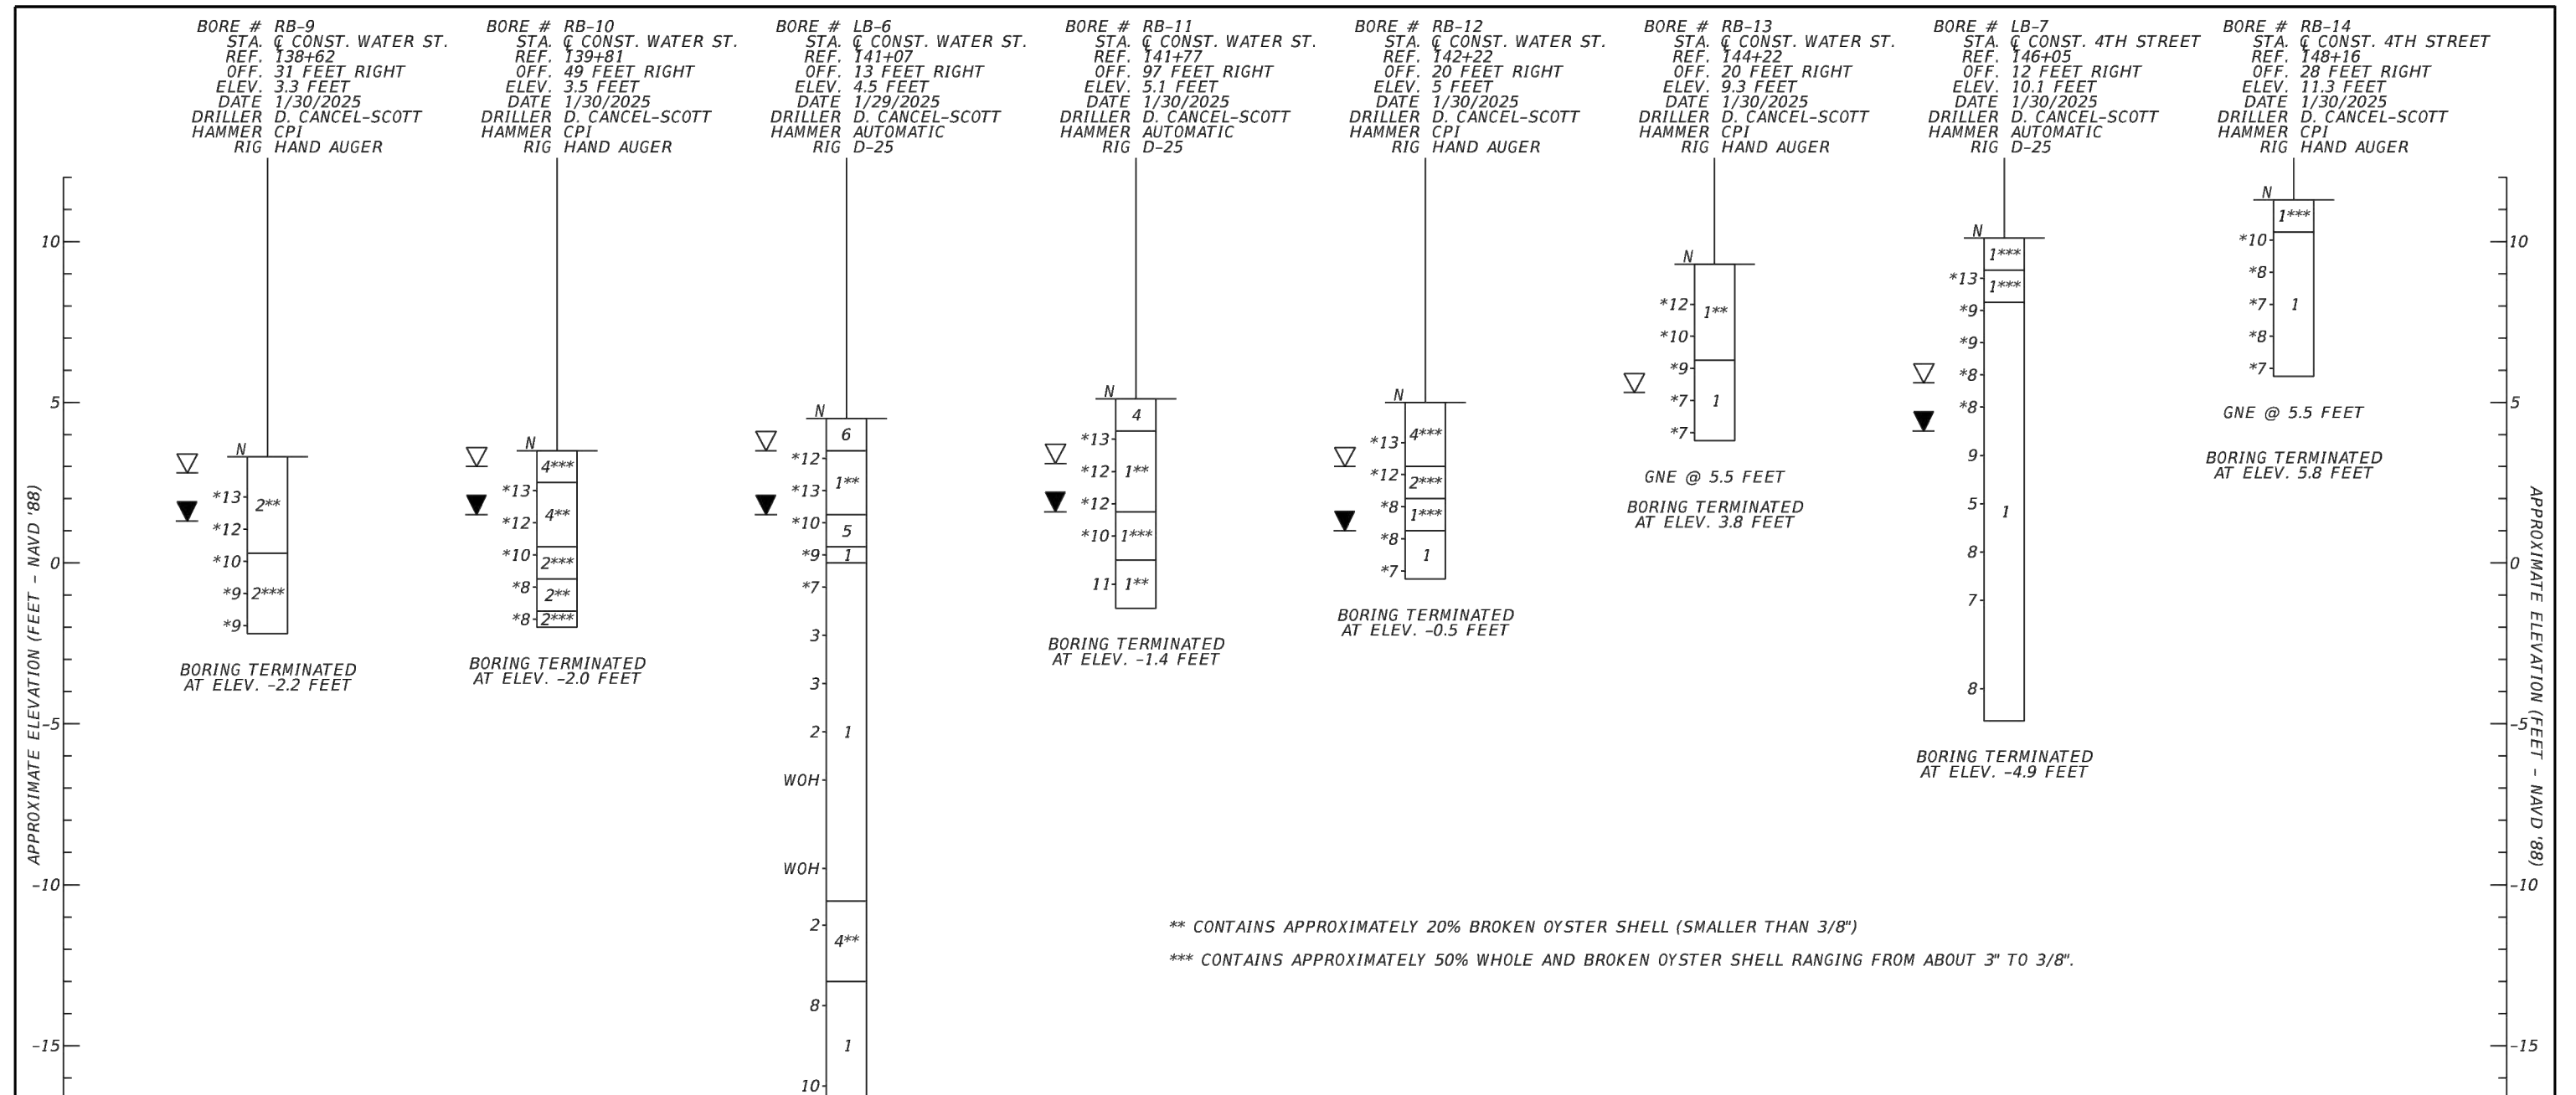 BORE # RB-9
STA. ℄ CONST. WATER ST.
REF. 138+62
OFF. 31 FEET RIGHT
ELEV. 3.3 FEET
DATE 1/30/2025
DRILLER D. CANCEL-SCOTT
HAMMER CPI
RIG HAND AUGER
BORE # RB-10
STA. ℄ CONST. WATER ST.
REF. 139+81
OFF. 49 FEET RIGHT
ELEV. 3.5 FEET
DATE 1/30/2025
DRILLER D. CANCEL-SCOTT
HAMMER CPI
RIG HAND AUGER
BORE # LB-6
STA. ℄ CONST. WATER ST.
REF. 141+07
OFF. 13 FEET RIGHT
ELEV. 4.5 FEET
DATE 1/29/2025
DRILLER D. CANCEL-SCOTT
HAMMER AUTOMATIC
RIG D-25
BORE # RB-11
STA. ℄ CONST. WATER ST.
REF. 141+77
OFF. 97 FEET RIGHT
ELEV. 5.1 FEET
DATE 1/30/2025
DRILLER D. CANCEL-SCOTT
HAMMER AUTOMATIC
RIG D-25
BORE # RB-12
STA. ℄ CONST. WATER ST.
REF. 142+22
OFF. 20 FEET RIGHT
ELEV. 5 FEET
DATE 1/30/2025
DRILLER D. CANCEL-SCOTT
HAMMER CPI
RIG HAND AUGER
BORE # RB-13
STA. ℄ CONST. WATER ST.
REF. 144+22
OFF. 20 FEET RIGHT
ELEV. 9.3 FEET
DATE 1/30/2025
DRILLER D. CANCEL-SCOTT
HAMMER CPI
RIG HAND AUGER
BORE # LB-7
STA. ℄ CONST. 4TH STREET
REF. 146+05
OFF. 12 FEET RIGHT
ELEV. 10.1 FEET
DATE 1/30/2025
DRILLER D. CANCEL-SCOTT
HAMMER AUTOMATIC
RIG D-25
BORE # RB-14
STA. ℄ CONST. 4TH STREET
REF. 148+16
OFF. 28 FEET RIGHT
ELEV. 11.3 FEET
DATE 1/30/2025
DRILLER D. CANCEL-SCOTT
HAMMER CPI
RIG HAND AUGER
APPROXIMATE ELEVATION (FEET - NAVD '88)
10
5
0
-5
-10
-15
N
*13
2**
*12
*10
*9 2***
*9
BORING TERMINATED
AT ELEV. -2.2 FEET
N
4***
*13
4**
*12
*10
2***
*8
2**
*8 2***
BORING TERMINATED
AT ELEV. -2.0 FEET
N
6
*12
1**
*13
*10
5
*9 1
*7
3
3
2 1
WOH
WOH
2
4**
8
1
10
N
4
*13
*12 1**
*12
*10 1***
11 1**
BORING TERMINATED
AT ELEV. -1.4 FEET
N
4***
*13
*12
2***
*8
1***
*8
1
*7
BORING TERMINATED
AT ELEV. -0.5 FEET
N
*12
1**
*10
*9
*7 1
*7
GNE @ 5.5 FEET
BORING TERMINATED
AT ELEV. 3.8 FEET
N
1***
*13
1***
*9
*9
*8
*8
9
5
1
8
7
8
BORING TERMINATED
AT ELEV. -4.9 FEET
N
1***
*10
*8
*7 1
*8
*7
GNE @ 5.5 FEET
BORING TERMINATED
AT ELEV. 5.8 FEET
10
5
0
-5
-10
-15
APPROXIMATE ELEVATION (FEET - NAVD '88)
** CONTAINS APPROXIMATELY 20% BROKEN OYSTER SHELL (SMALLER THAN 3/8")
*** CONTAINS APPROXIMATELY 50% WHOLE AND BROKEN OYSTER SHELL RANGING FROM ABOUT 3" TO 3/8".